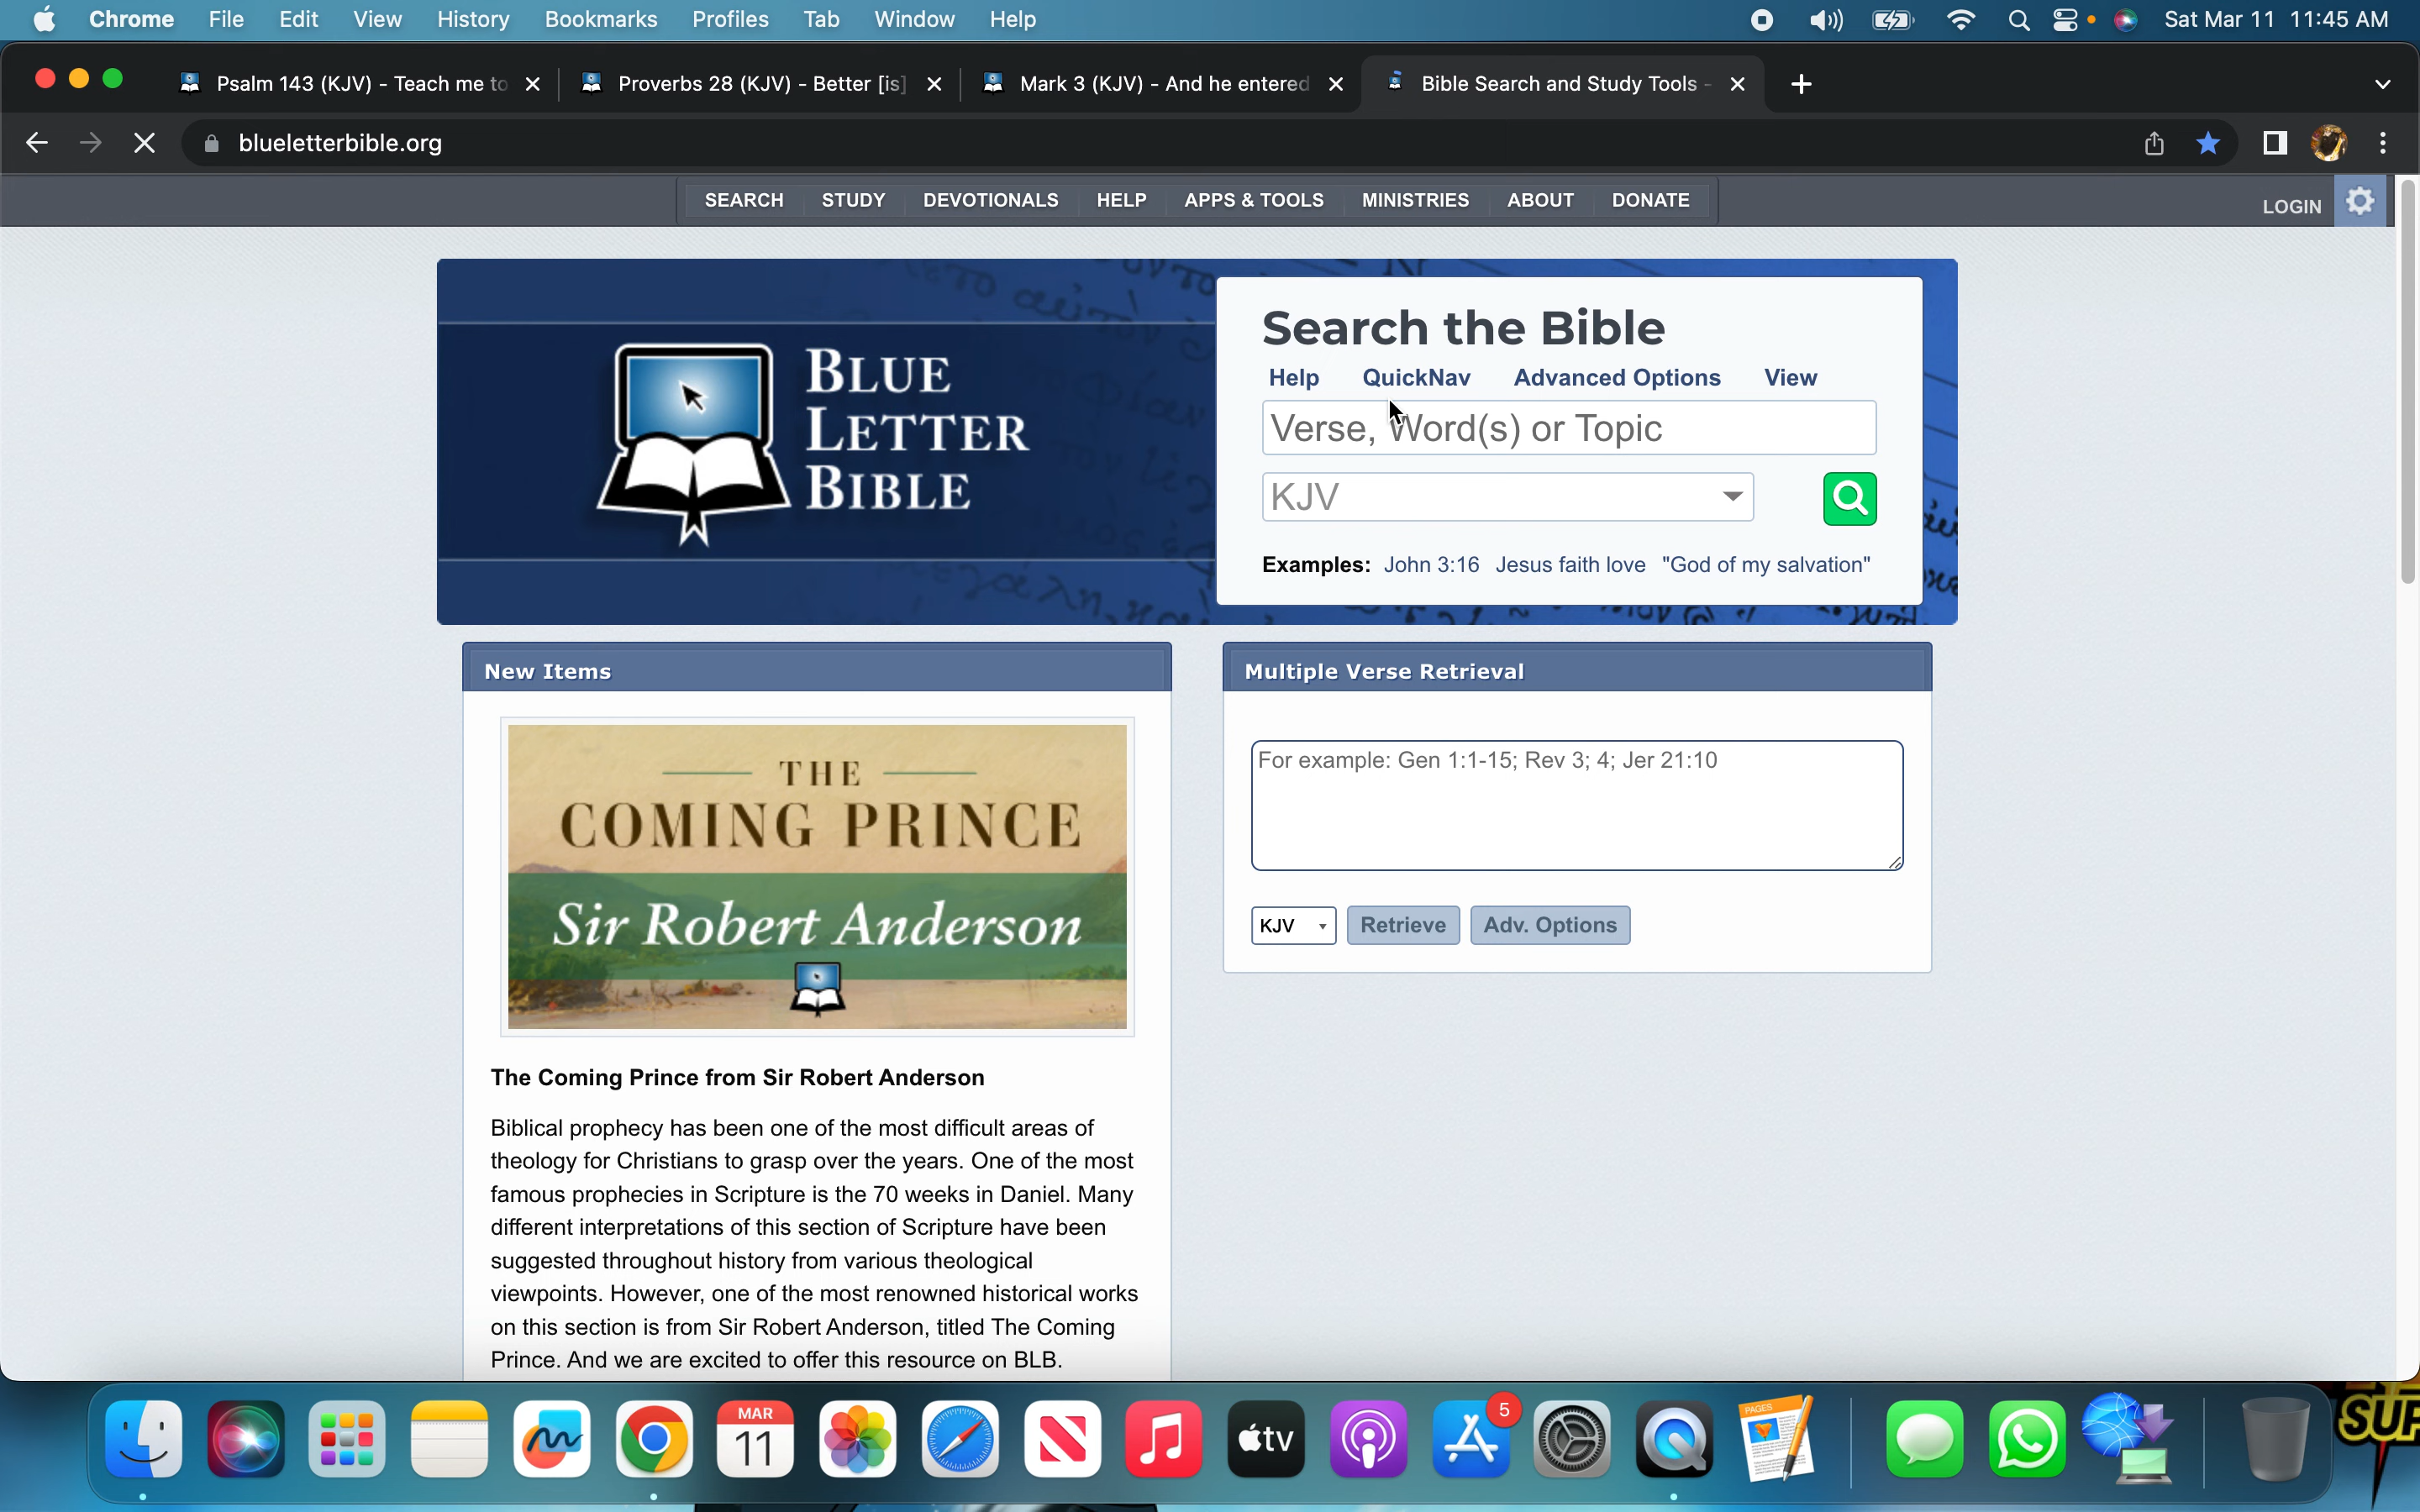 Chrome File Edit View History Bookmarks Profiles Tab Window Help Sat Mar 11 11:45 AM
Psalm 143 (KJV) - Teach me to Proverbs 28 (KJV) - Better [is] Mark 3 (KJV) - And he entered Bible Search and Study Tools -
blueletterbible.org
SEARCH STUDY DEVOTIONALS HELP APPS & TOOLS MINISTRIES ABOUT DONATE LOGIN
BLUE
LETTER
BIBLE
Search the Bible
Help QuickNav Advanced Options View
Verse, Word(s) or Topic
KJV
Examples: John 3:16 Jesus faith love "God of my salvation"
New Items
THE
COMING PRINCE
Sir Robert Anderson
The Coming Prince from Sir Robert Anderson
Biblical prophecy has been one of the most difficult areas of
theology for Christians to grasp over the years. One of the most
famous prophecies in Scripture is the 70 weeks in Daniel. Many
different interpretations of this section of Scripture have been
suggested throughout history from various theological
viewpoints. However, one of the most renowned historical works
on this section is from Sir Robert Anderson, titled The Coming
Prince. And we are excited to offer this resource on BLB.
Multiple Verse Retrieval
For example: Gen 1:1-15; Rev 3; 4; Jer 21:10
KJV Retrieve Adv. Options
MAR
11
tv
5
PAGES
SUP